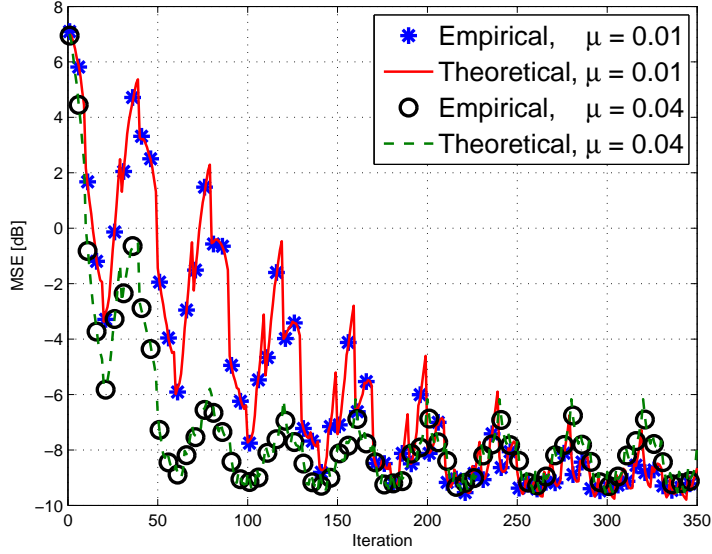 8
6
4
2
0
−2
−4
−6
−8
−10
MSE [dB]
Empirical, μ = 0.01
Theoretical, μ = 0.01
Empirical, μ = 0.04
Theoretical, μ = 0.04
0 50 100 150 200 250 300 350
Iteration